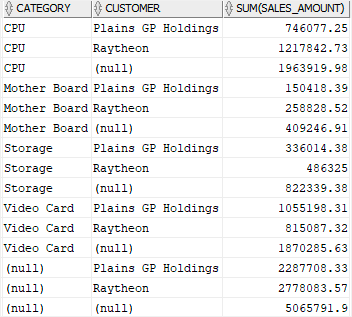 CATEGORY CUSTOMER SUM(SALES_AMOUNT)
CPU Plains GP Holdings 746077.25
CPU Raytheon 1217842.73
CPU (null) 1963919.98
Mother Board Plains GP Holdings 150418.39
Mother Board Raytheon 258828.52
Mother Board (null) 409246.91
Storage Plains GP Holdings 336014.38
Storage Raytheon 486325
Storage (null) 822339.38
Video Card Plains GP Holdings 1055198.31
Video Card Raytheon 815087.32
Video Card (null) 1870285.63
(null) Plains GP Holdings 2287708.33
(null) Raytheon 2778083.57
(null) (null) 5065791.9